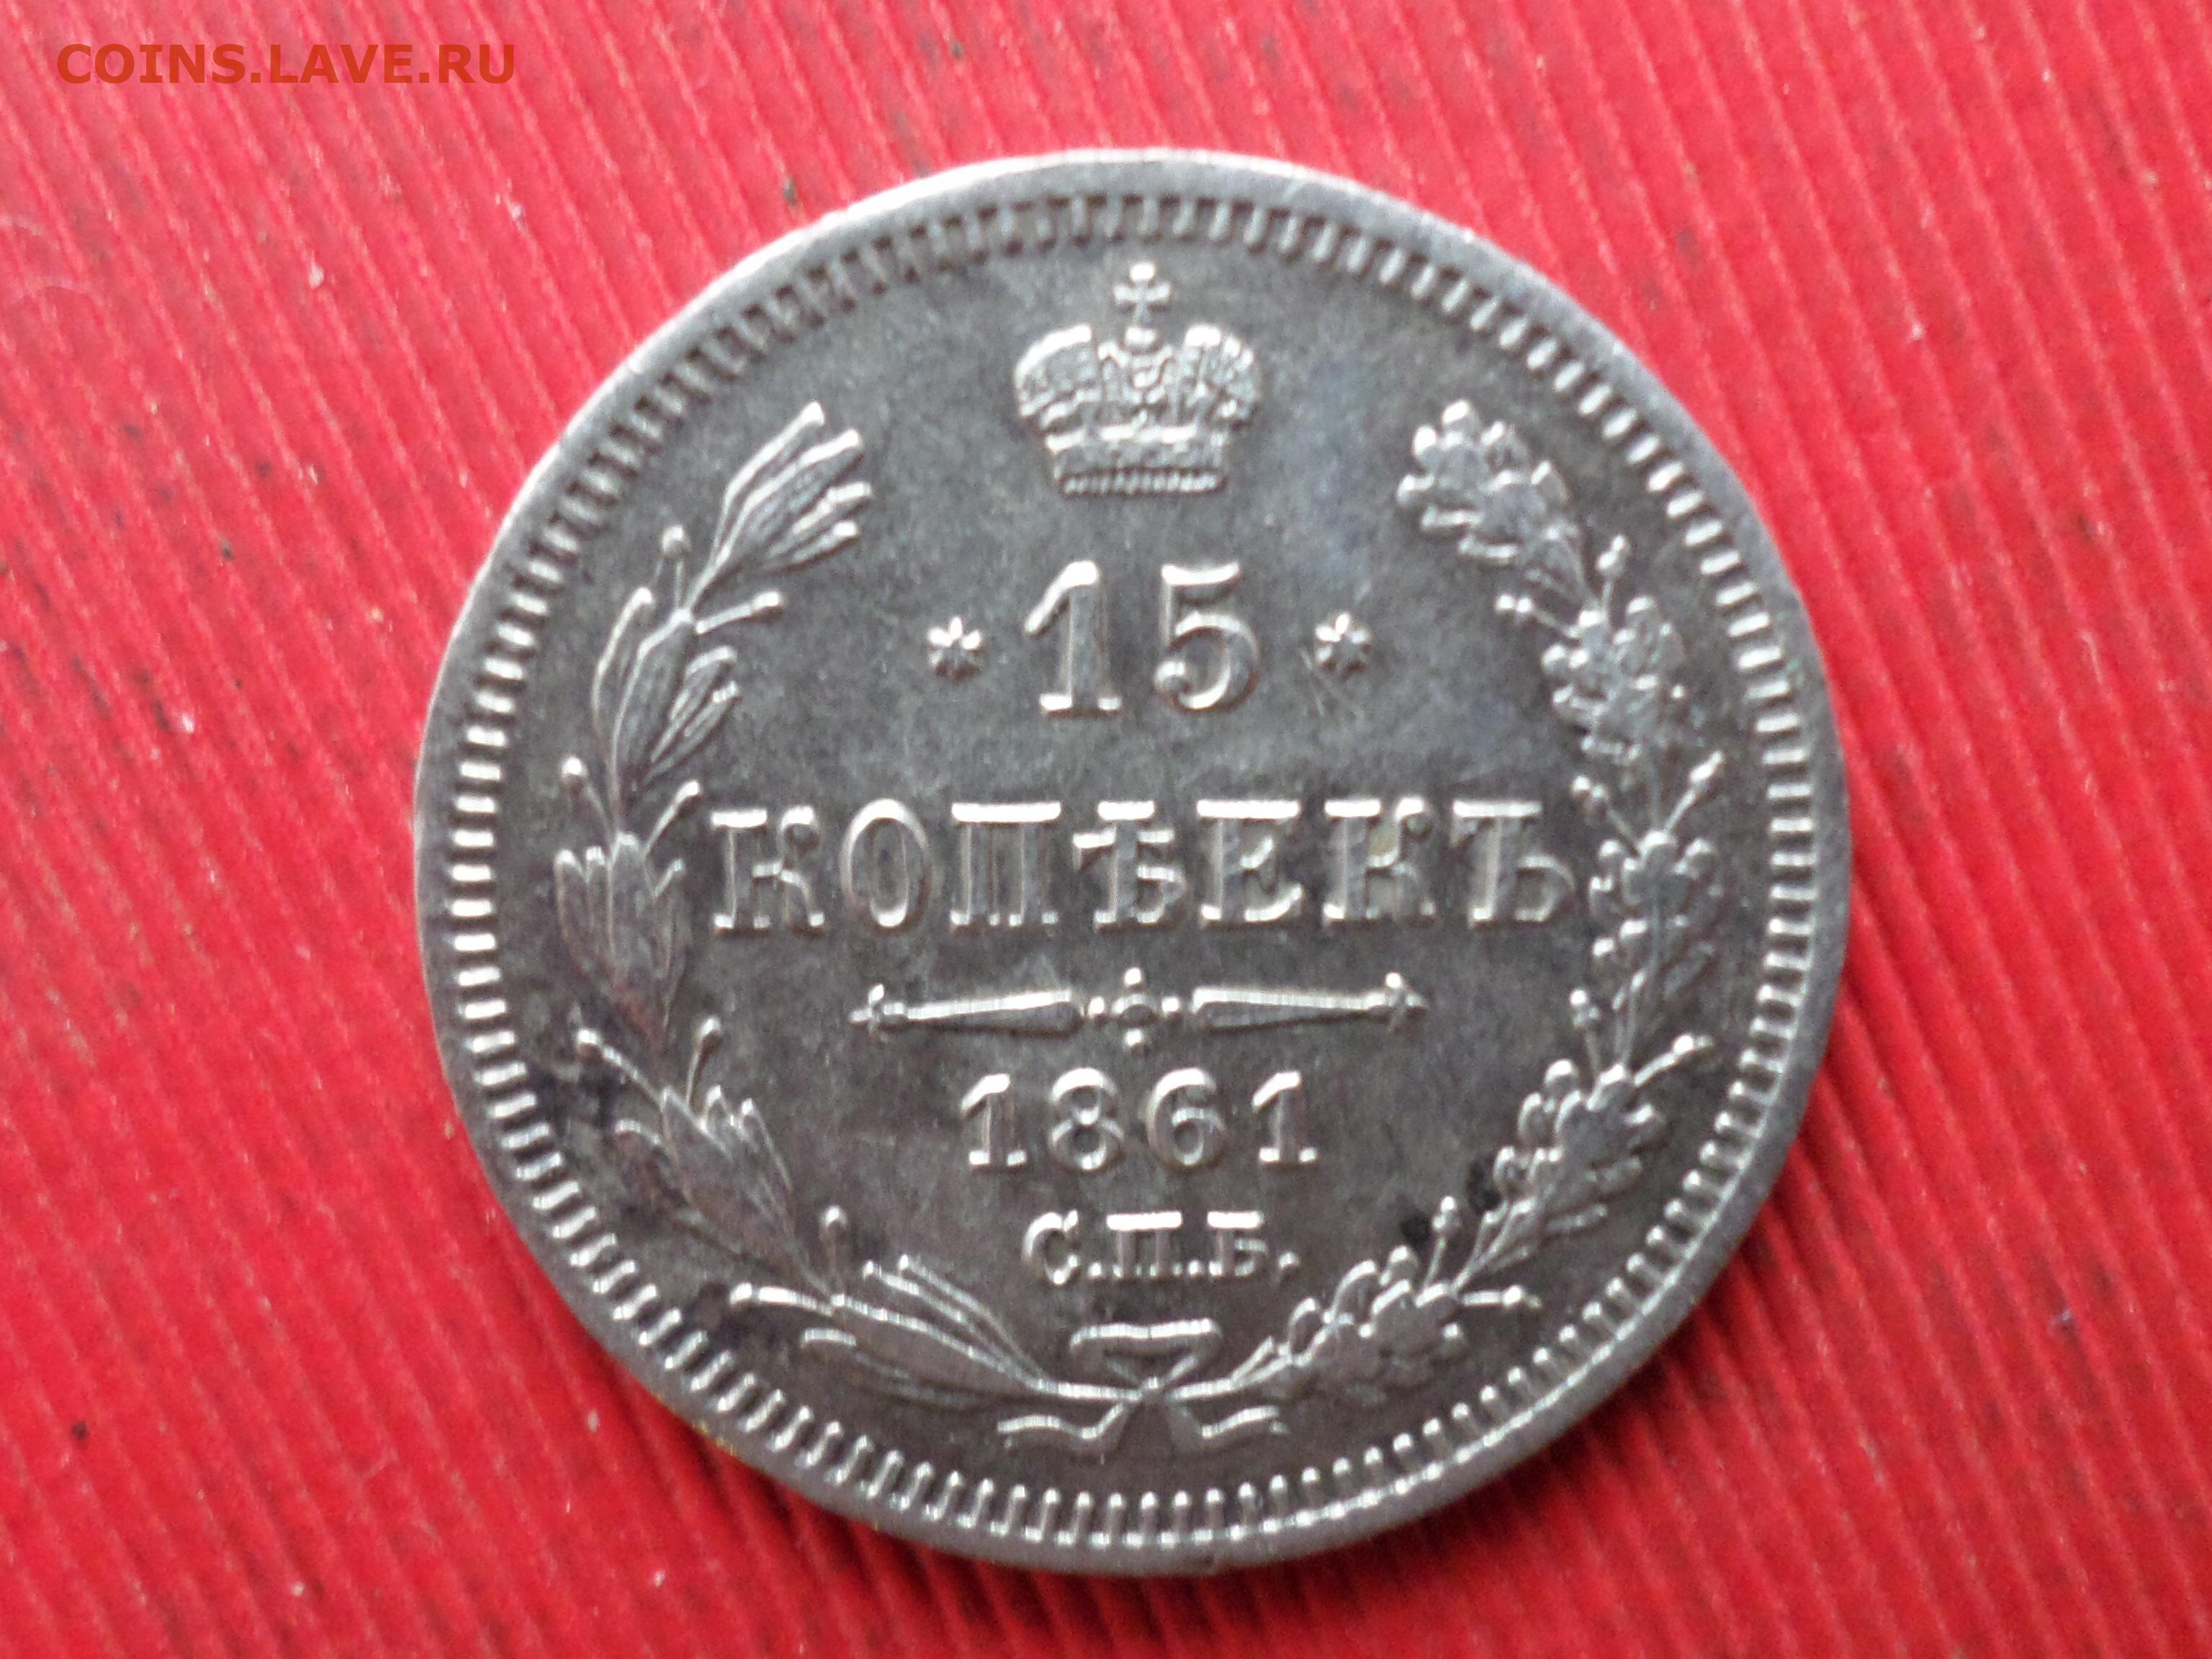 COINS.LAVE.RU
* 15 *
КОПѢЕКЪ
1861
С.П.Б.